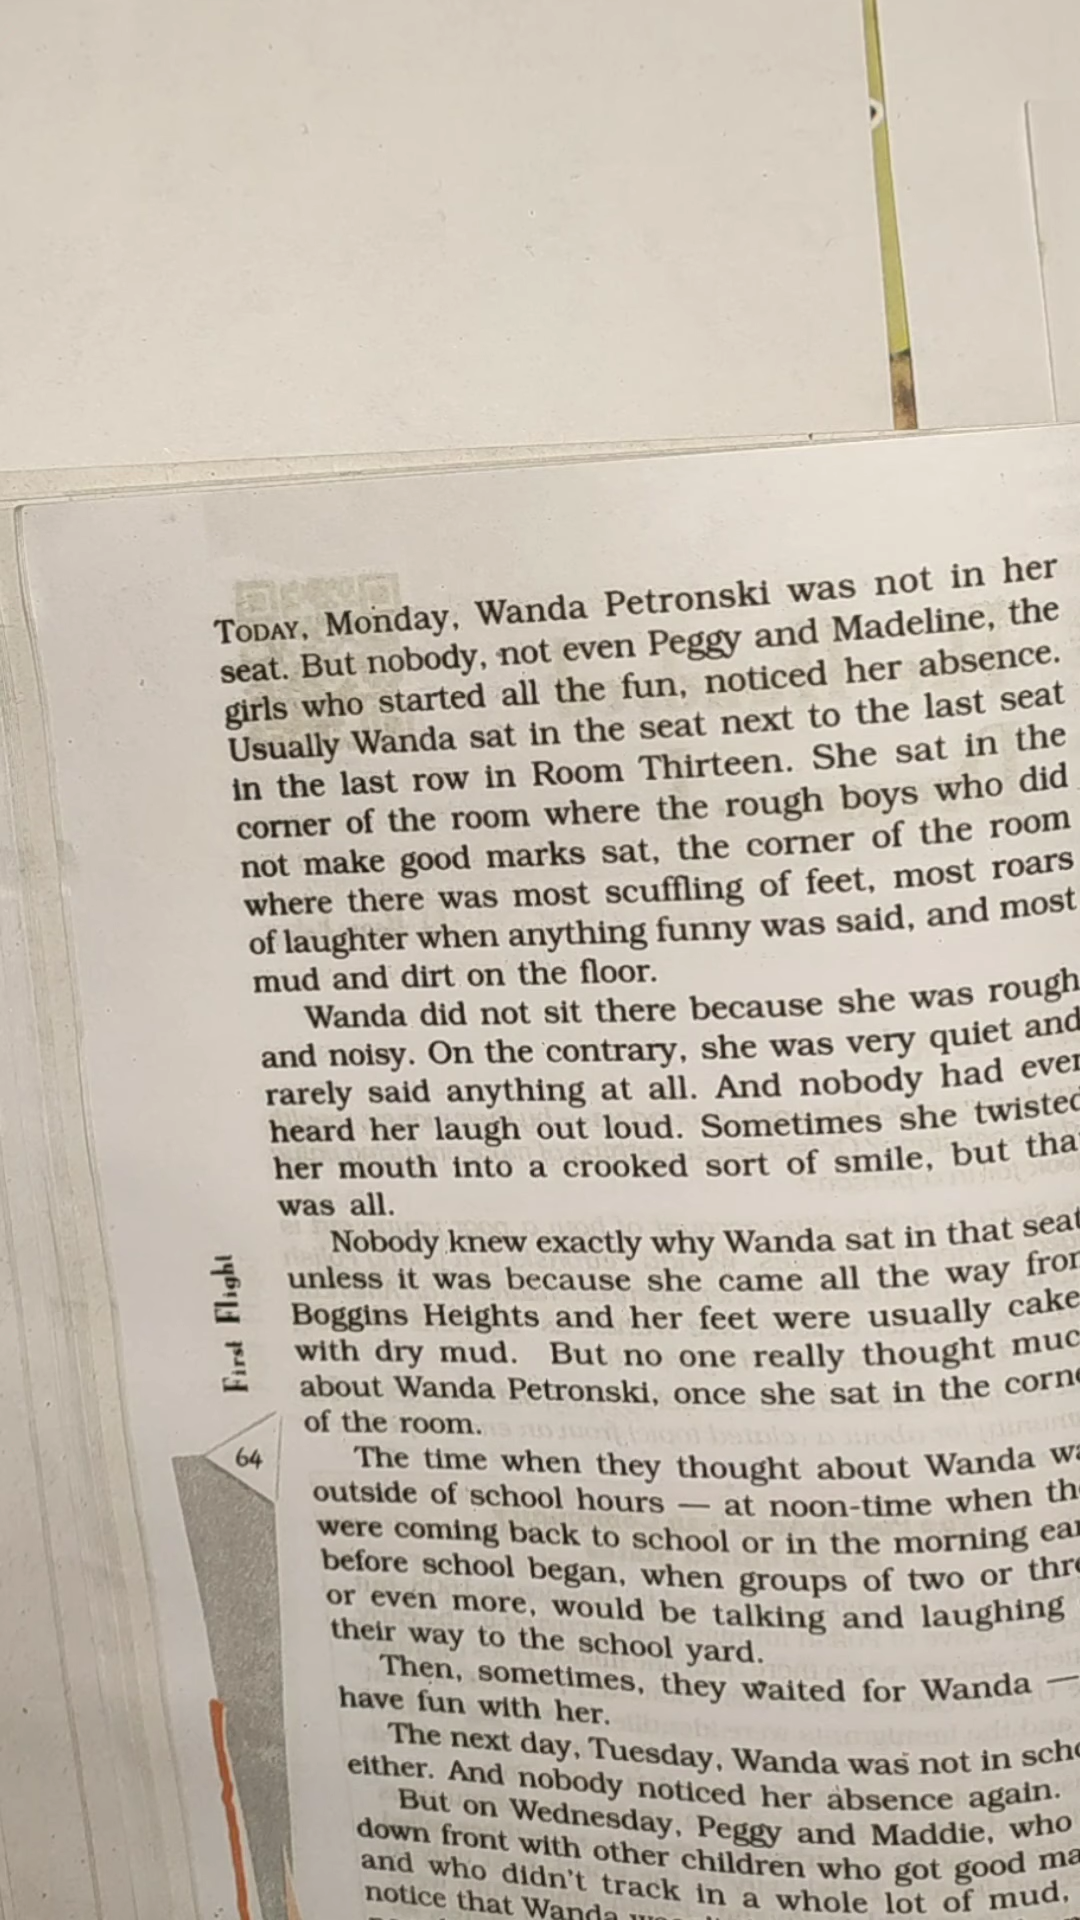 TODAY, Monday, Wanda Petronski was not in her
seat. But nobody, not even Peggy and Madeline, the
girls who started all the fun, noticed her absence.
Usually Wanda sat in the seat next to the last seat
in the last row in Room Thirteen. She sat in the
corner of the room where the rough boys who did
not make good marks sat, the corner of the room
where there was most scuffling of feet, most roars
of laughter when anything funny was said, and most
mud and dirt on the floor.
Wanda did not sit there because she was rough
and noisy. On the contrary, she was very quiet and
rarely said anything at all. And nobody had ever
heard her laugh out loud. Sometimes she twisted
her mouth into a crooked sort of smile, but tha
was all.
Nobody knew exactly why Wanda sat in that seat
unless it was because she came all the way fro
Boggins Heights and her feet were usually cake
with dry mud. But no one really thought muc
about Wanda Petronski, once she sat in the corn
of the room.
The time when they thought about Wanda wa
outside of school hours — at noon-time when th
were coming back to school or in the morning ear
before school began, when groups of two or thre
or even more, would be talking and laughing
their way to the school yard.
Then, sometimes, they waited for Wanda —
have fun with her.
The next day, Tuesday, Wanda was not in scho
either. And nobody noticed her absence again.
But on Wednesday, Peggy and Maddie, who
down front with other children who got good ma
and who didn't track in a whole lot of mud,
notice that Wanda
First Flight
64